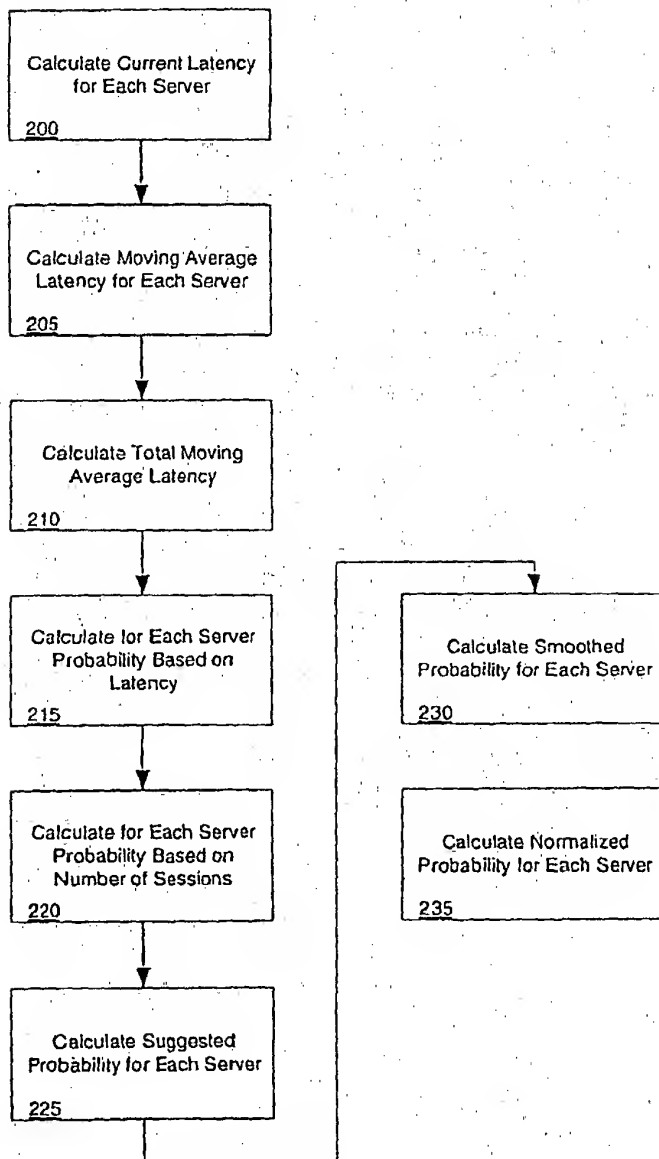 Calculate Current Latency
for Each Server
200
Calculate Moving Average
Latency for Each Server
205
Calculate Total Moving
Average Latency
210
Calculate for Each Server
Probability Based on
Latency
215
Calculate for Each Server
Probability Based on
Number of Sessions
220
Calculate Suggested
Probability for Each Server
225
Calculate Smoothed
Probability for Each Server
230
Calculate Normalized
Probability for Each Server
235